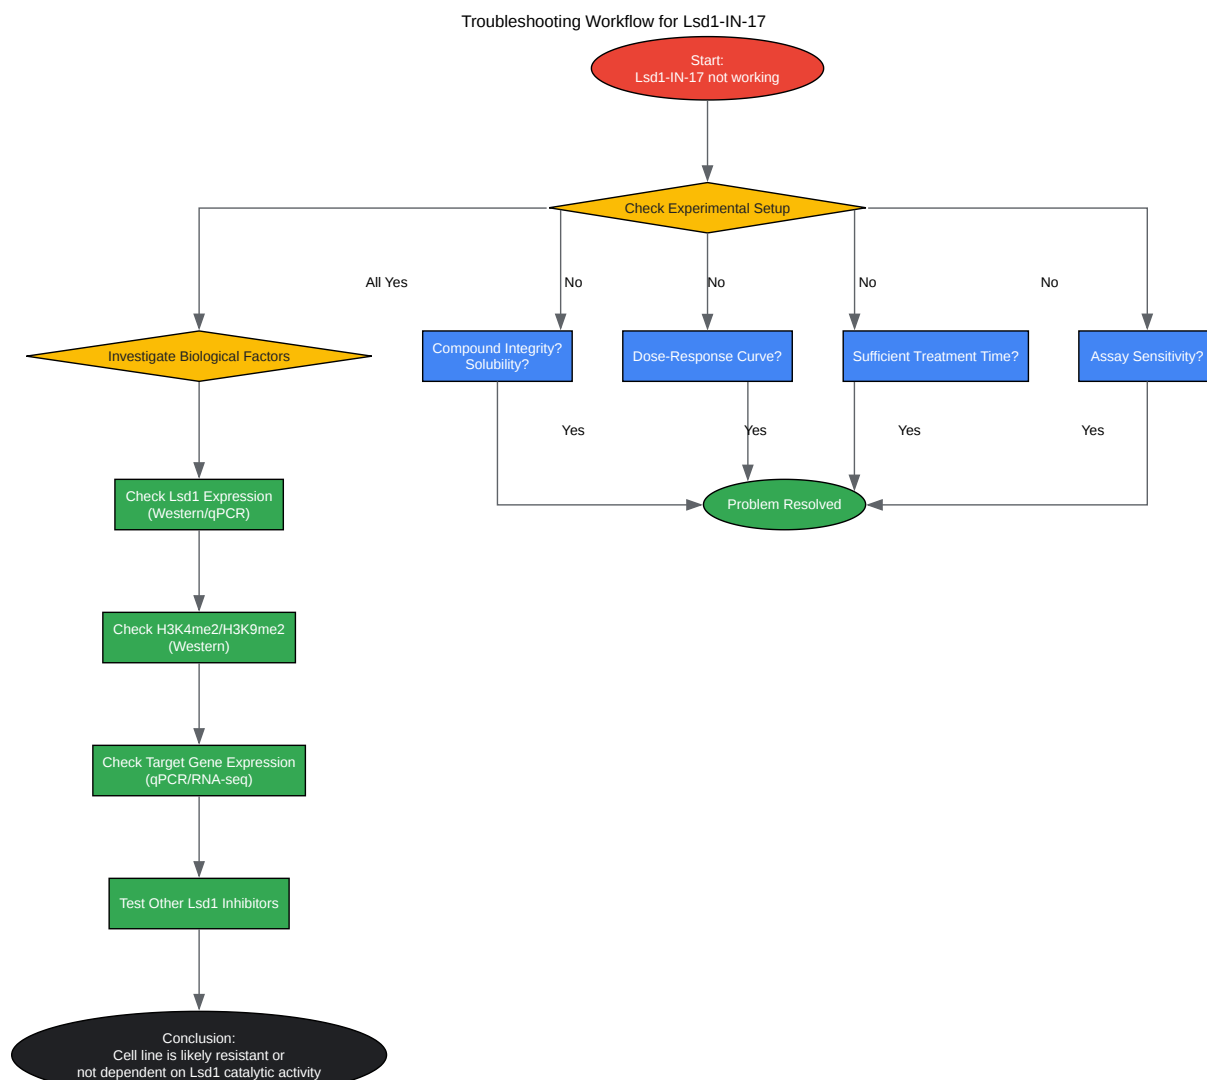 Troubleshooting Workflow for Lsd1-IN-17
Start:
Lsd1-IN-17 not working
Check Experimental Setup
All Yes
No
No
No
No
Investigate Biological Factors
Compound Integrity?
Solubility?
Dose-Response Curve?
Sufficient Treatment Time?
Assay Sensitivity?
Yes
Yes
Yes
Yes
Check Lsd1 Expression
(Western/qPCR)
Problem Resolved
Check H3K4me2/H3K9me2
(Western)
Check Target Gene Expression
(qPCR/RNA-seq)
Test Other Lsd1 Inhibitors
Conclusion:
Cell line is likely resistant or
not dependent on Lsd1 catalytic activity